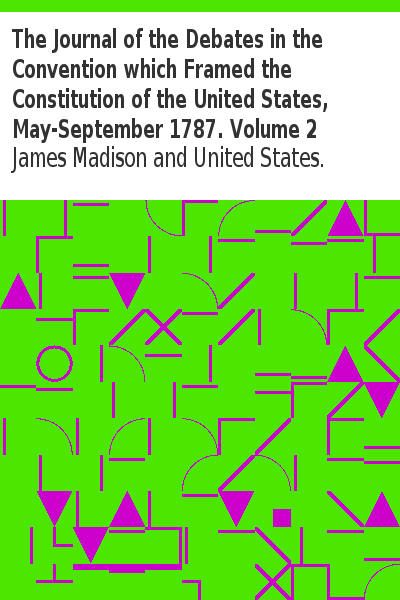 The Journal of the Debates in the
Convention which Framed the
Constitution of the United States,
May-September 1787. Volume 2
James Madison and United States.